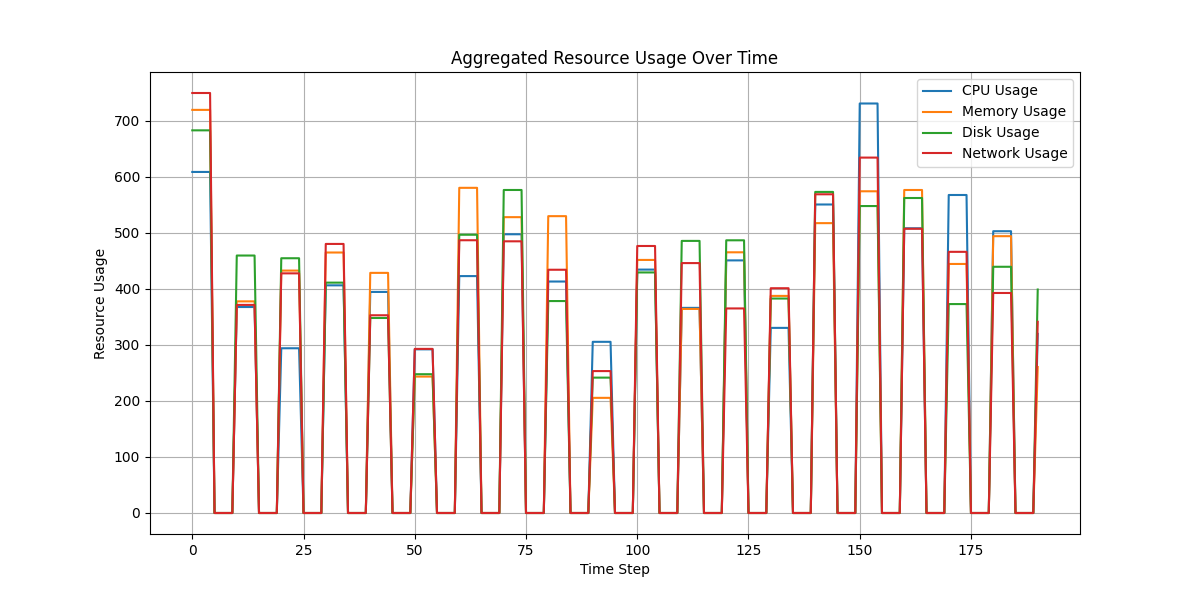 Aggregated Resource Usage Over Time
CPU Usage
Memory Usage
Disk Usage
Network Usage
Resource Usage
700
600
500
400
300
200
100
0
0 25 50 75 100 125 150 175
Time Step